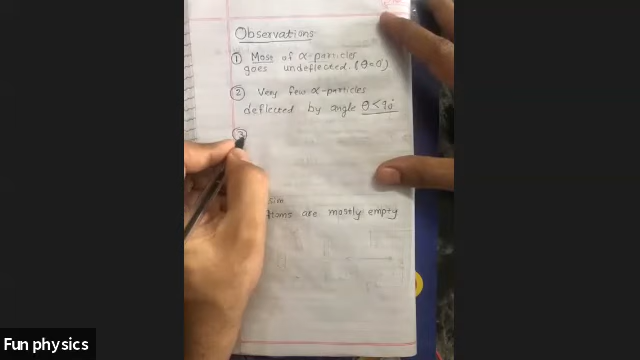 Observations
① Most of α-particles
goes undeflected. (θ=0°)
② Very few α-particles
deflected by angle θ<90°
③
atoms are mostly empty
Fun physics